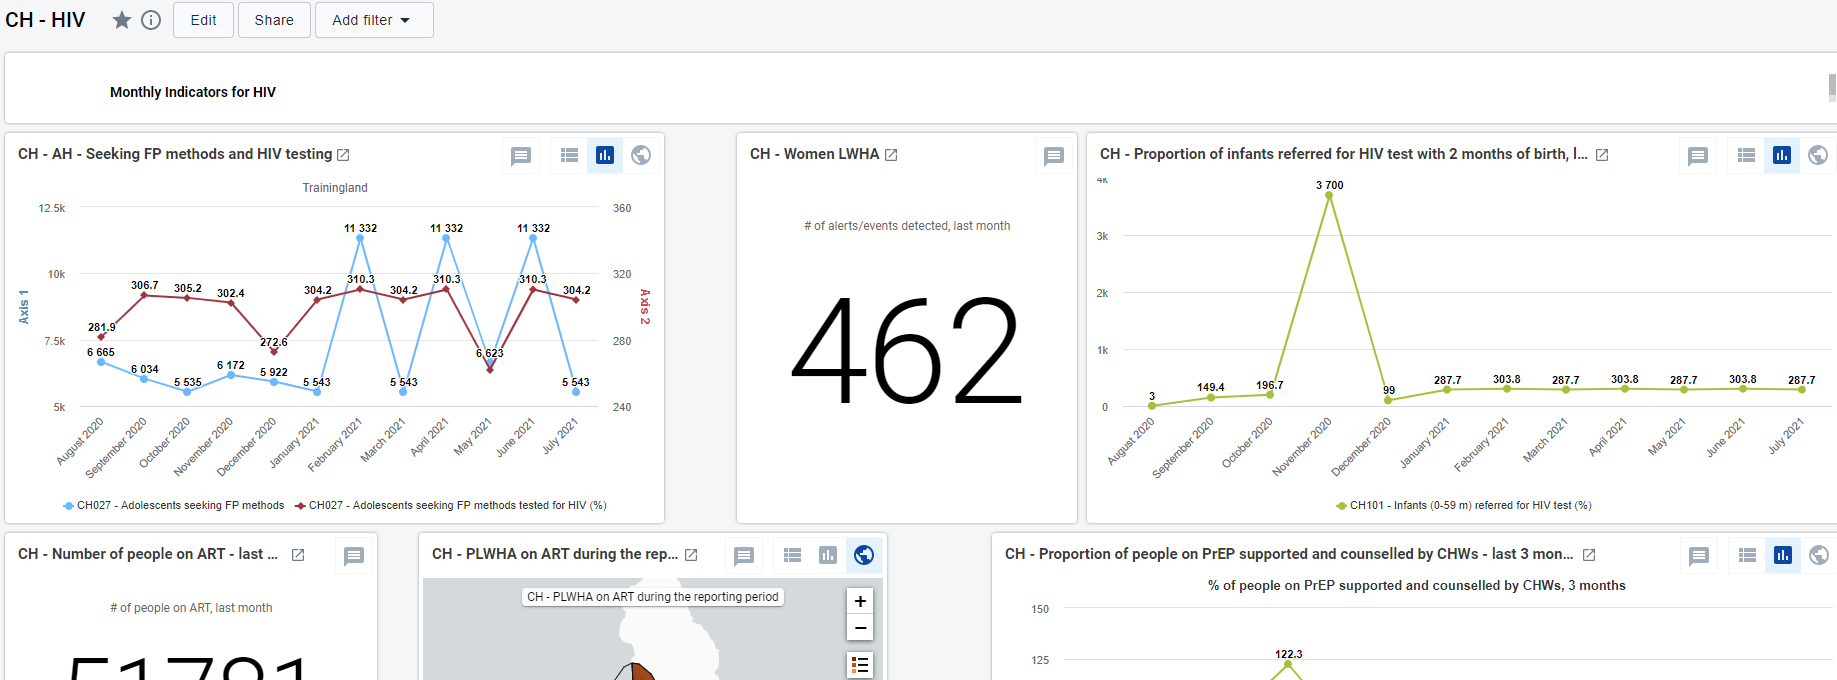 CH - HIV
Edit
Share
Add filter
Monthly Indicators for HIV
CH - AH - Seeking FP methods and HIV testing
Trainingland
12.5k
10k
7.5k
5k
Axis 1
360
320
280
240
Axis 2
11 332
11 332
11 332
306.7
305.2
302.4
304.2
310.3
304.2
310.3
310.3
304.2
281.9
272.6
6 665
6 034
5 535
6 172
5 922
5 543
5 543
6,623
5 543
August 2020
September 2020
October 2020
November 2020
December 2020
January 2021
February 2021
March 2021
April 2021
May 2021
June 2021
July 2021
CH027 - Adolescents seeking FP methods
CH027 - Adolescents seeking FP methods tested for HIV (%)
CH - Women LWHA
# of alerts/events detected, last month
462
CH - Proportion of infants referred for HIV test with 2 months of birth, l...
4k
3k
2k
1k
0
3
149.4
196.7
3 700
99
287.7
303.8
287.7
303.8
287.7
303.8
287.7
August 2020
September 2020
October 2020
November 2020
December 2020
January 2021
February 2021
March 2021
April 2021
May 2021
June 2021
July 2021
CH101 - Infants (0-59 m) referred for HIV test (%)
CH - Number of people on ART - last ...
# of people on ART, last month
CH - PLWHA on ART during the rep...
CH - PLWHA on ART during the reporting period
+
−
CH - Proportion of people on PrEP supported and counselled by CHWs - last 3 mon...
% of people on PrEP supported and counselled by CHWs, 3 months
150
125
122.3